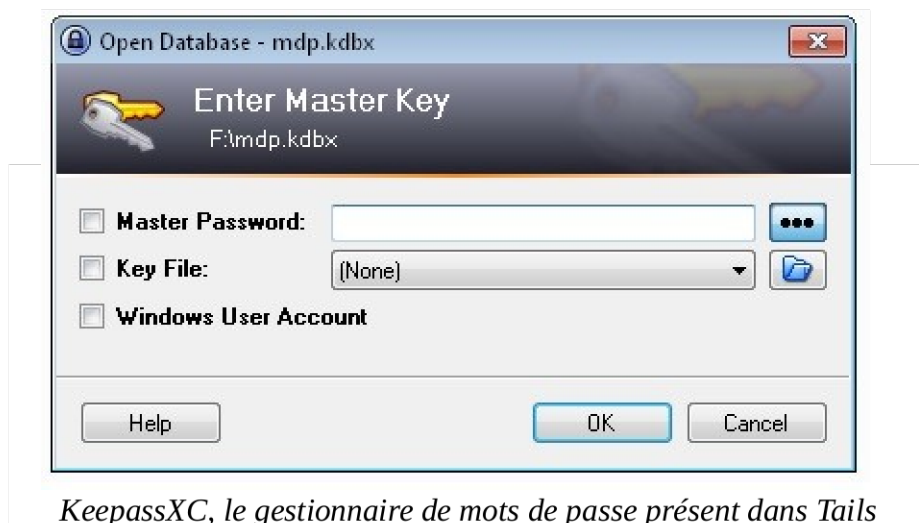 Open Database - mdp.kdbx
Enter Master Key
F:\mdp.kdbx
Master Password:
Key File: (None)
Windows User Account
Help OK Cancel
KeepassXC, le gestionnaire de mots de passe présent dans Tails